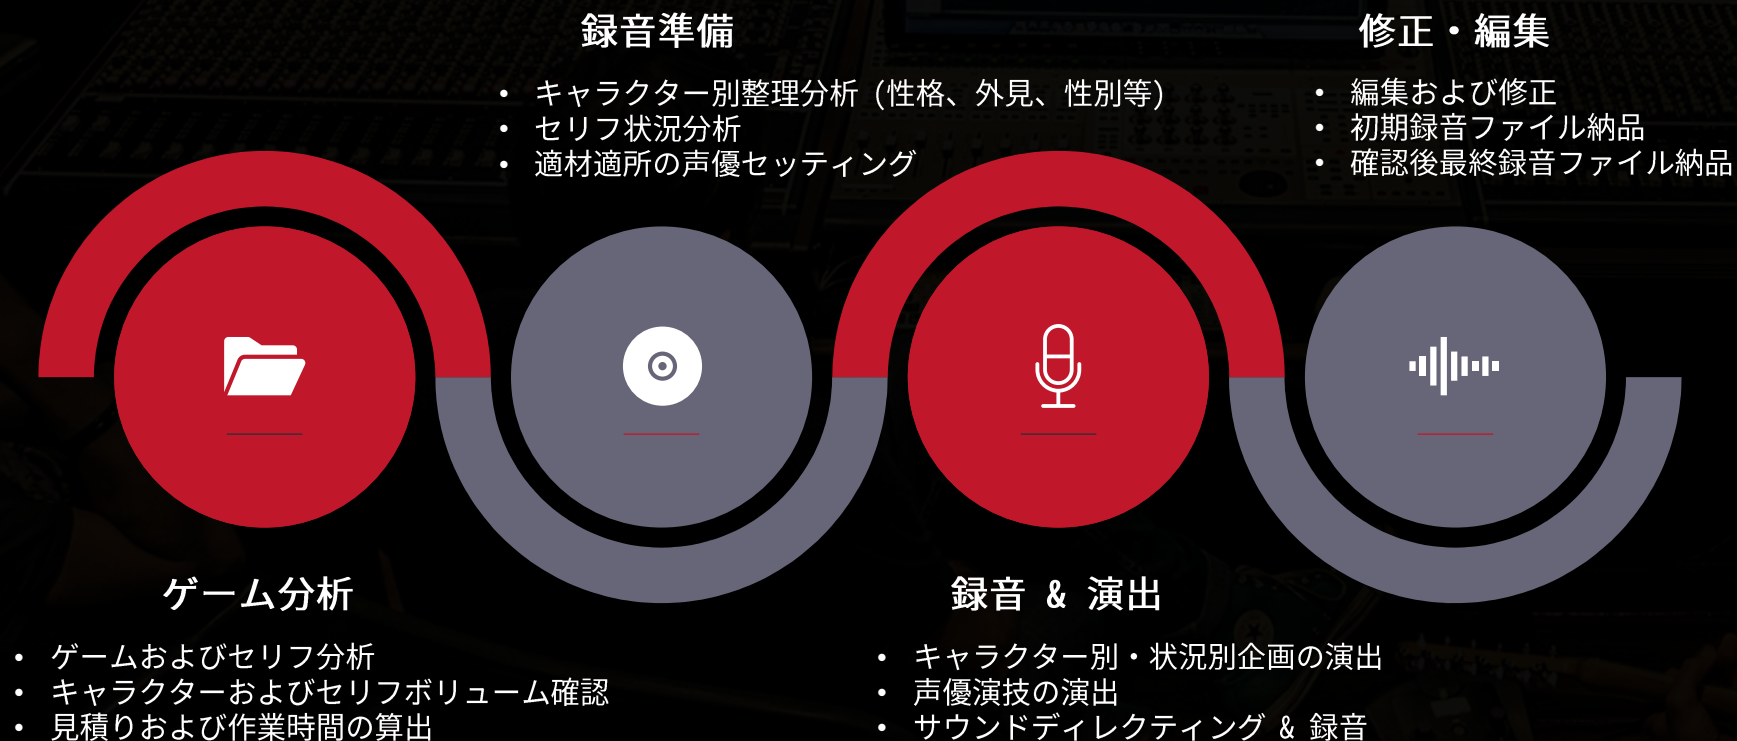 録音準備
• キャラクター別整理分析 (性格、外見、性別等)
• セリフ状況分析
• 適材適所の声優セッティング
修正・編集
• 編集および修正
• 初期録音ファイル納品
• 確認後最終録音ファイル納品
ゲーム分析
• ゲームおよびセリフ分析
• キャラクターおよびセリフボリューム確認
• 見積りおよび作業時間の算出
録音 & 演出
• キャラクター別・状況別企画の演出
• 声優演技の演出
• サウンドディレクティング & 録音